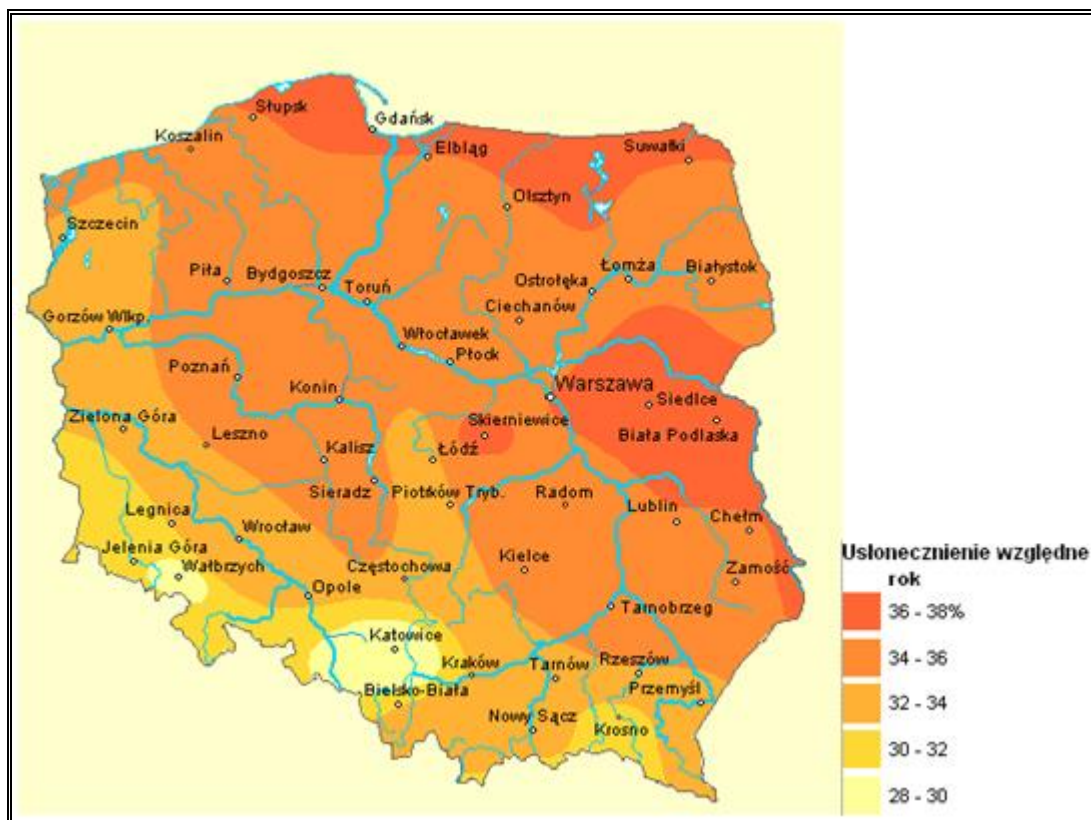 Słupsk
Gdańsk
Koszalin
Elbląg
Suwałki
Olsztyn
Szczecin
Piła
Bydgoszcz
Toruń
Ostrołęka
Łomża
Białystok
Ciechanów
Gorzów Wlkp.
Włocławek
Płock
Poznań
Konin
Warszawa
Siedlce
Zielona Góra
Skierniewice
Biała Podlaska
Leszno
Kalisz
Łódź
Sieradz
Piotrków Tryb.
Radom
Lublin
Chełm
Legnica
Wrocław
Jelenia Góra
Wałbrzych
Częstochowa
Kielce
Zamość
Opole
Tarnobrzeg
Katowice
Kraków
Tarnów
Rzeszów
Bielsko-Biała
Przemyśl
Nowy Sącz
Krosno
Usłonecznienie względne
rok
36 - 38%
34 - 36
32 - 34
30 - 32
28 - 30